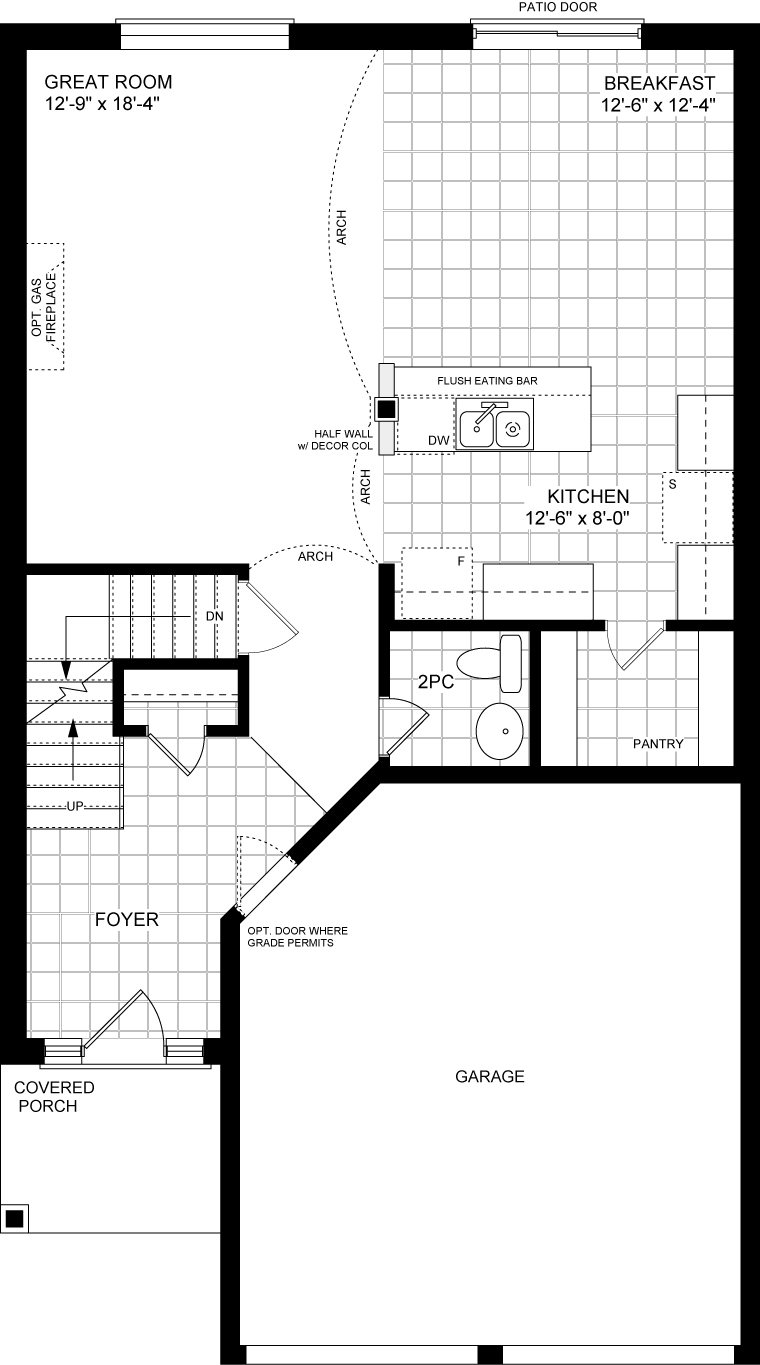 PATIO DOOR
GREAT ROOM
12'-9" x 18'-4"
BREAKFAST
12'-6" x 12'-4"
ARCH
OPT. GAS
FIREPLACE
FLUSH EATING BAR
HALF WALL
w/ DECOR COL
DW
ARCH
S
KITCHEN
12'-6" x 8'-0"
ARCH
F
DN
2PC
PANTRY
UP
FOYER
OPT. DOOR WHERE
GRADE PERMITS
GARAGE
COVERED
PORCH